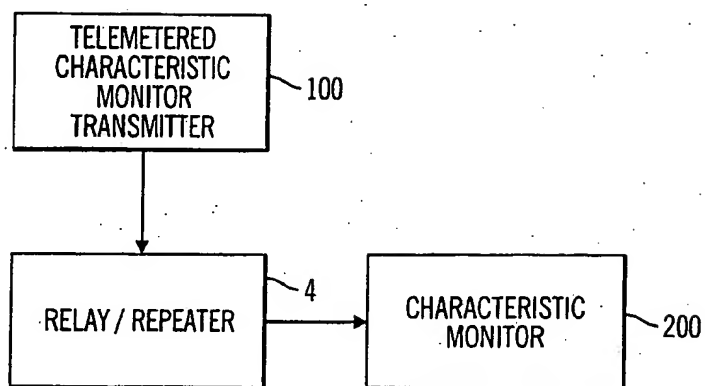 TELEMETERED
CHARACTERISTIC
MONITOR
TRANSMITTER
100
RELAY / REPEATER
4
CHARACTERISTIC
MONITOR
200